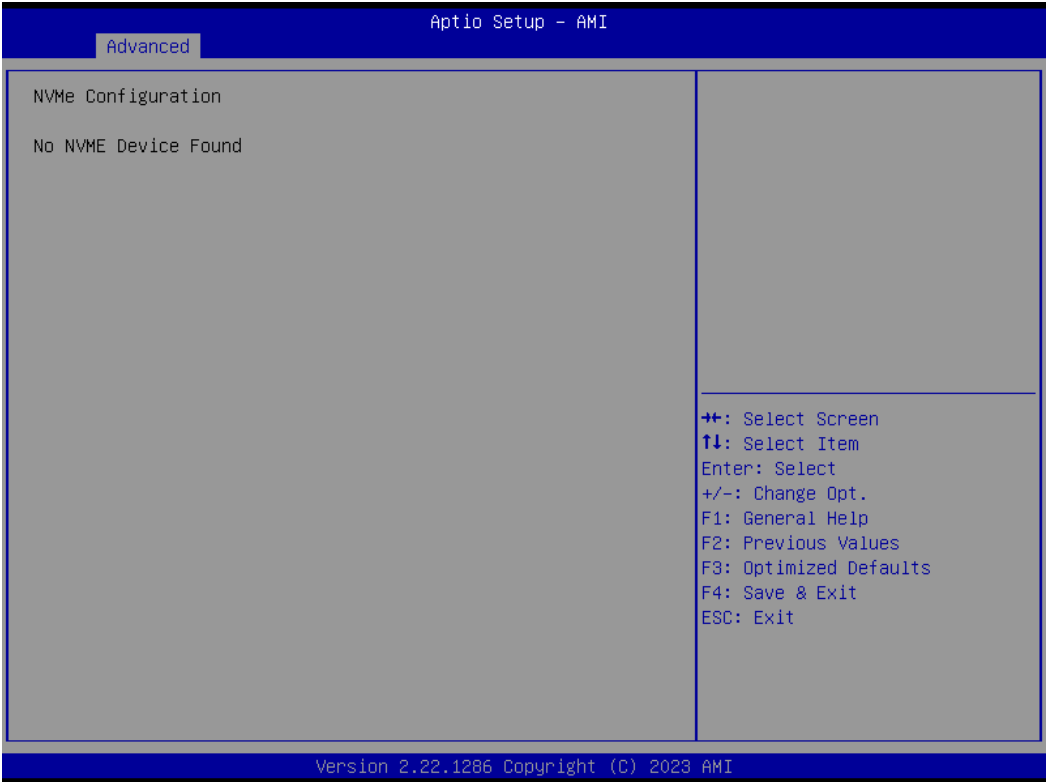 Aptio Setup – AMI
Advanced
NVMe Configuration
No NVME Device Found
→←: Select Screen
↑↓: Select Item
Enter: Select
+/-: Change Opt.
F1: General Help
F2: Previous Values
F3: Optimized Defaults
F4: Save & Exit
ESC: Exit
Version 2.22.1286 Copyright (C) 2023 AMI